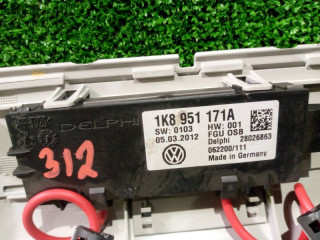 DELPHI
312
1K8 951 171A
SW: 0103 HW: 001
05.03.2012 FGU OSB
Delphi 28026863
062200/111
Made in Germany